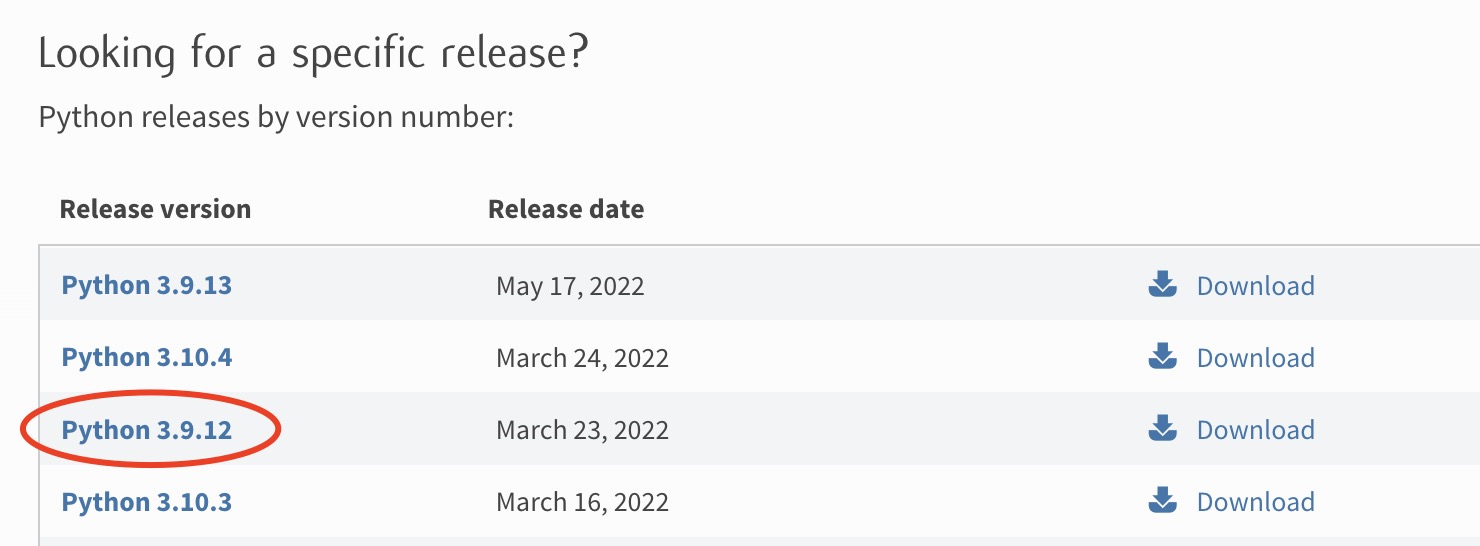 Looking for a specific release?
Python releases by version number:
Release version Release date
Python 3.9.13 May 17, 2022 Download
Python 3.10.4 March 24, 2022 Download
Python 3.9.12 March 23, 2022 Download
Python 3.10.3 March 16, 2022 Download